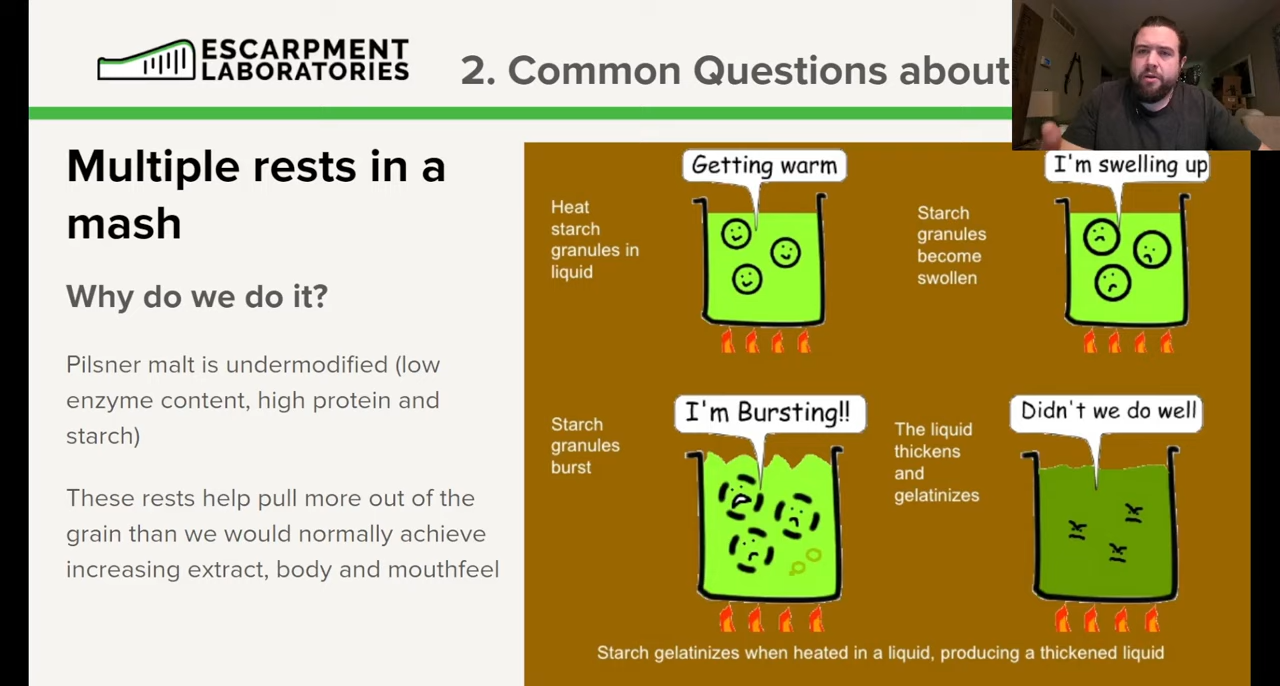 ESCARPMENT
LABORATORIES
2. Common Questions about
Multiple rests in a
mash
Why do we do it?
Pilsner malt is undermodified (low
enzyme content, high protein and
starch)
These rests help pull more out of the
grain than we would normally achieve
increasing extract, body and mouthfeel
Getting warm
Heat
starch
granules in
liquid
I'm swelling up
Starch
granules
become
swollen
I'm Bursting!!
Starch
granules
burst
Didn't we do well
The liquid
thickens
and
gelatinizes
Starch gelatinizes when heated in a liquid, producing a thickened liquid